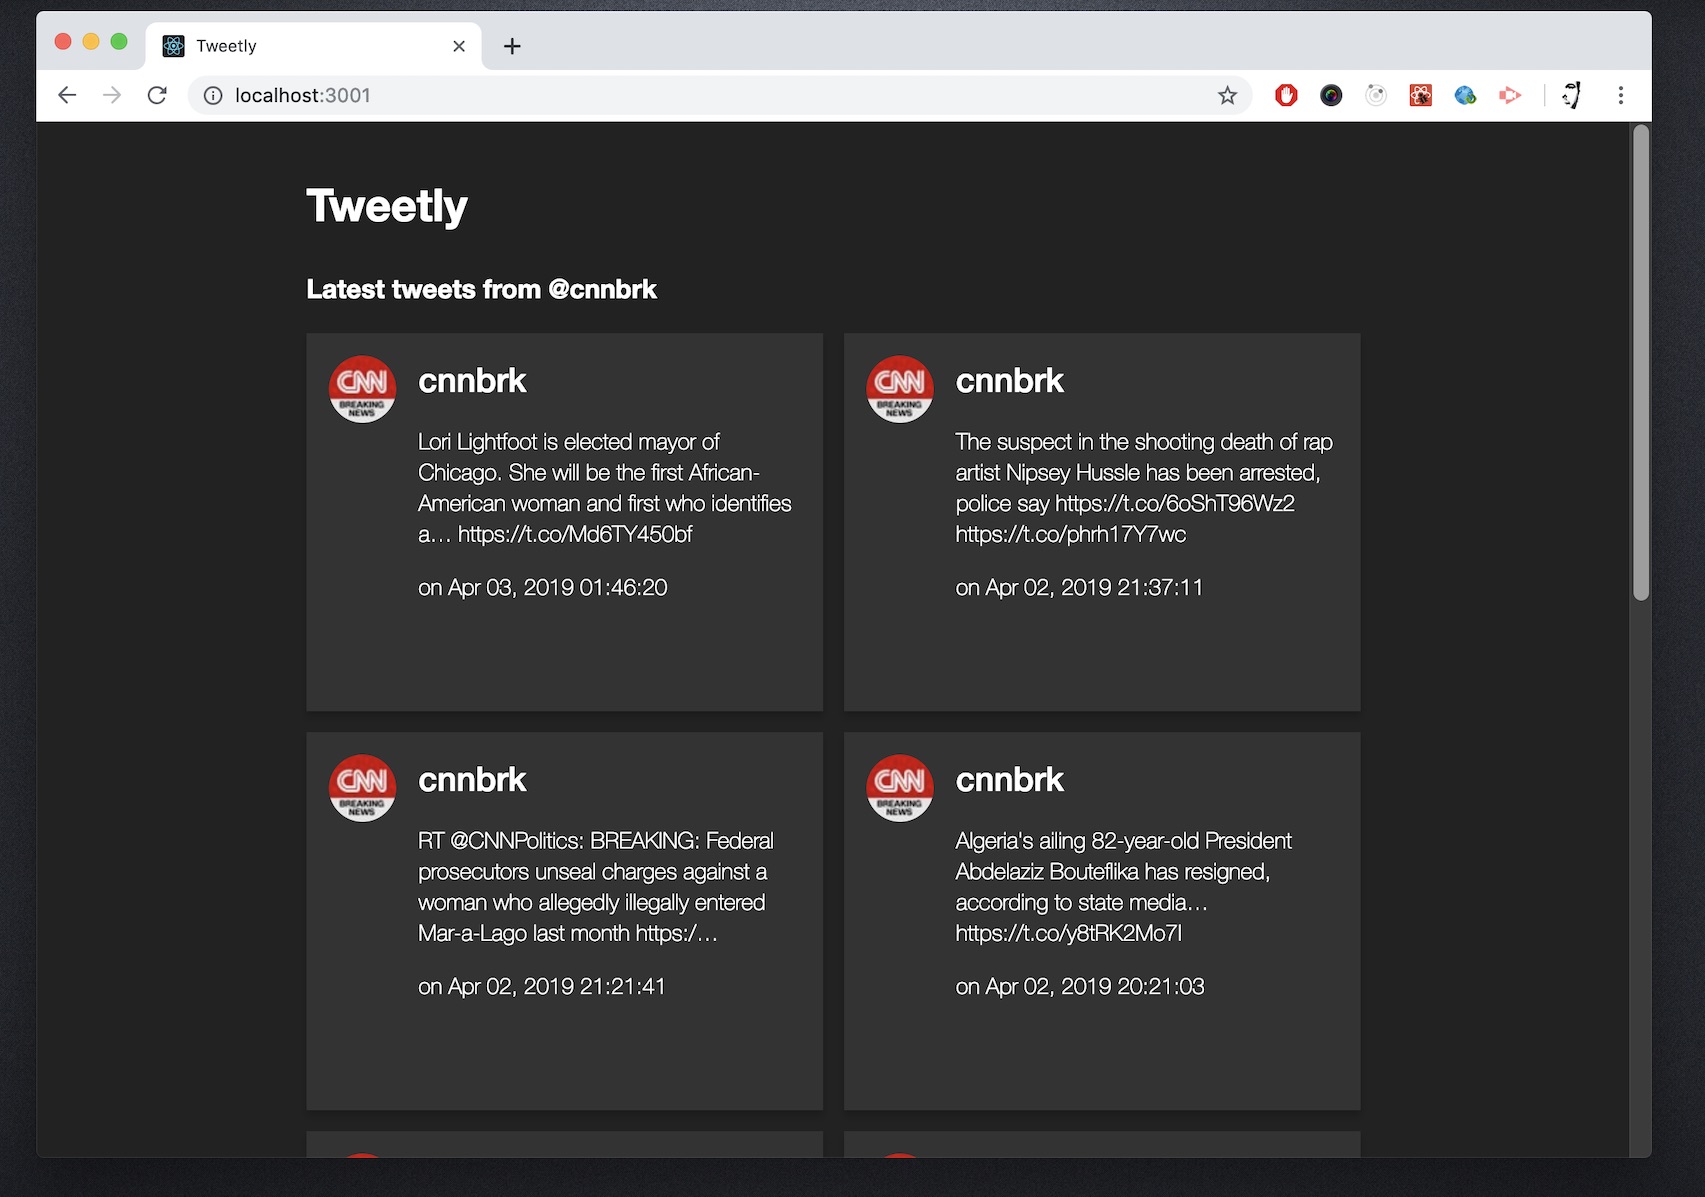 Tweetly
localhost:3001
Tweetly
Latest tweets from @cnnbrk
CNN
BREAKING
NEWS
cnnbrk
Lori Lightfoot is elected mayor of
Chicago. She will be the first African-
American woman and first who identifies
a… https://t.co/Md6TY450bf
on Apr 03, 2019 01:46:20
CNN
BREAKING
NEWS
cnnbrk
The suspect in the shooting death of rap
artist Nipsey Hussle has been arrested,
police say https://t.co/6oShT96Wz2
https://t.co/phrh17Y7wc
on Apr 02, 2019 21:37:11
CNN
BREAKING
NEWS
cnnbrk
RT @CNNPolitics: BREAKING: Federal
prosecutors unseal charges against a
woman who allegedly illegally entered
Mar-a-Lago last month https:/…
on Apr 02, 2019 21:21:41
CNN
BREAKING
NEWS
cnnbrk
Algeria's ailing 82-year-old President
Abdelaziz Bouteflika has resigned,
according to state media…
https://t.co/y8tRK2Mo7l
on Apr 02, 2019 20:21:03